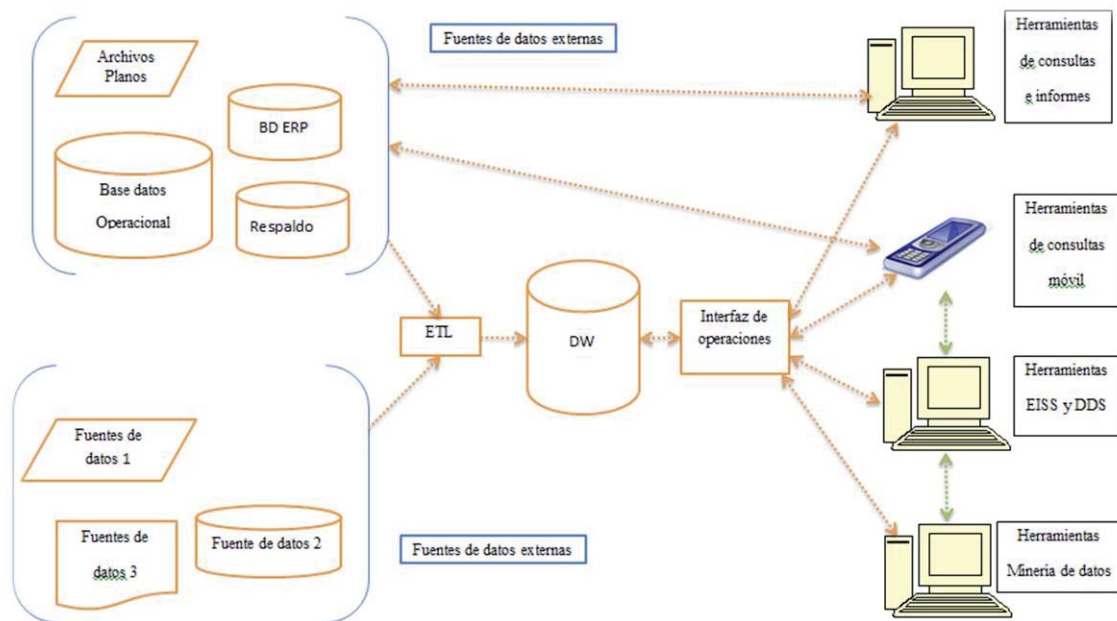 Fuentes de datos externas
Archivos
Planos
BD ERP
Base datos
Operacional
Respaldo
Herramientas
de consultas
e informes
Herramientas
de consultas
móvil
ETL
DW
Interfaz de
operaciones
Herramientas
EISS y DDS
Fuentes de
datos 1
Fuente de datos 2
Fuentes de
datos 3
Fuentes de datos externas
Herramientas
Mineria de datos